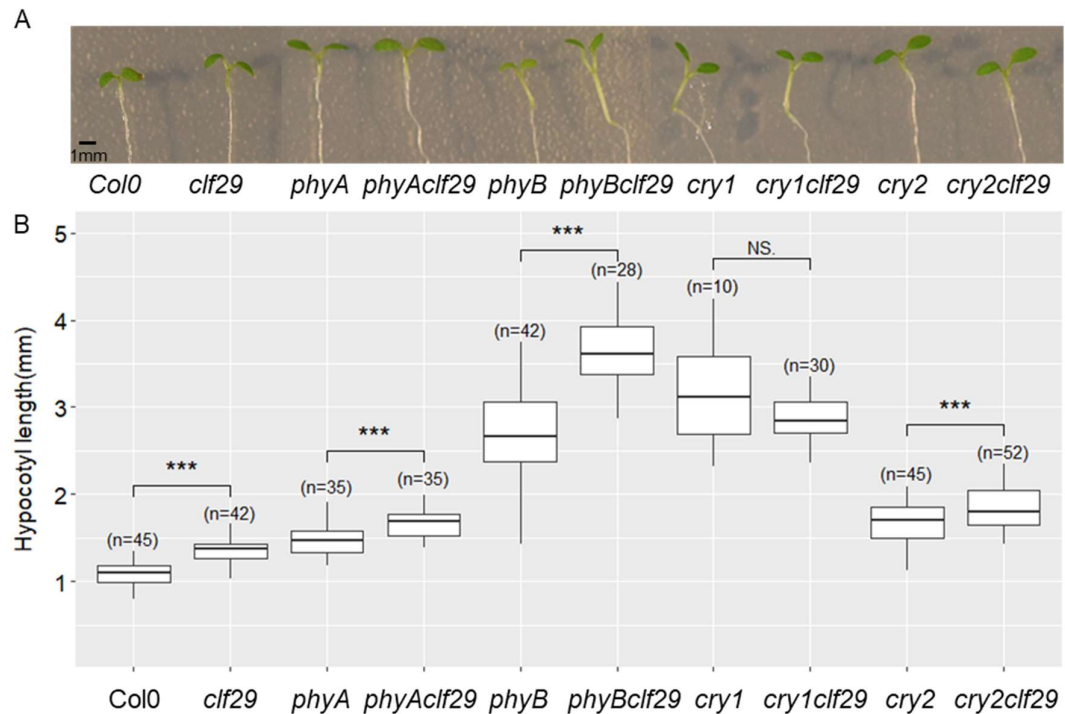 A
1mm
Col0 clf29 phyA phyAclf29 phyB phyBclf29 cry1 cry1clf29 cry2 cry2clf29
B
Hypocotyl length(mm)
5
4
3
2
1
*** *** *** NS. ***
(n=45) (n=42) (n=35) (n=35) (n=42) (n=28) (n=10) (n=30) (n=45) (n=52)
Col0 clf29 phyA phyAclf29 phyB phyBclf29 cry1 cry1clf29 cry2 cry2clf29